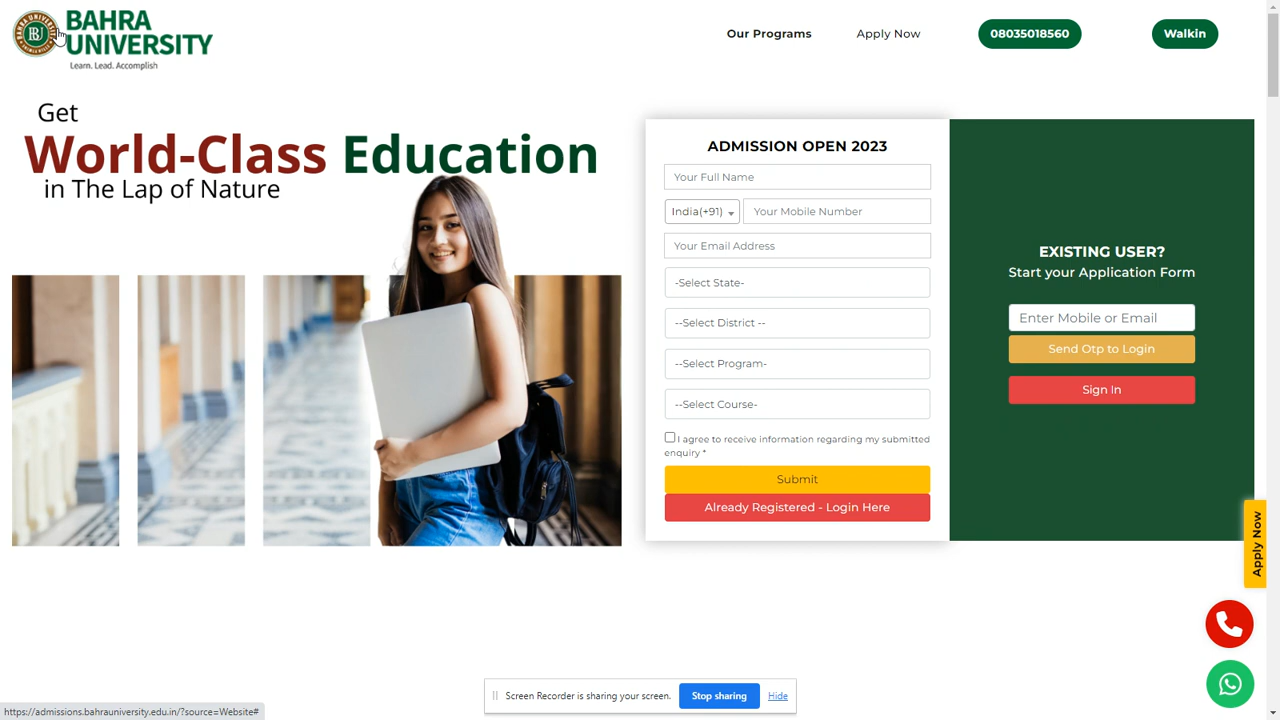 BAHRA
UNIVERSITY
Learn. Lead. Accomplish
Our Programs
Apply Now
08035018560
Walkin
Get
World-Class Education
in The Lap of Nature
ADMISSION OPEN 2023
Your Full Name
India(+91)
Your Mobile Number
Your Email Address
-Select State-
--Select District --
--Select Program-
--Select Course-
I agree to receive information regarding my submitted
enquiry *
Submit
Already Registered - Login Here
EXISTING USER?
Start your Application Form
Enter Mobile or Email
Send Otp to Login
Sign In
Apply Now
Screen Recorder is sharing your screen.
Stop sharing
Hide
https://admissions.bahrauniversity.edu.in/?source=Website#